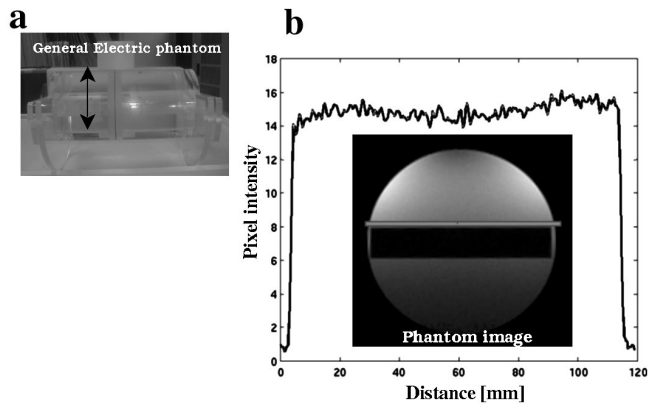 a
General Electric phantom
b
18
16
14
12
10
8
6
4
2
0
Pixel intensity
Phantom image
0 20 40 60 80 100 120
Distance [mm]